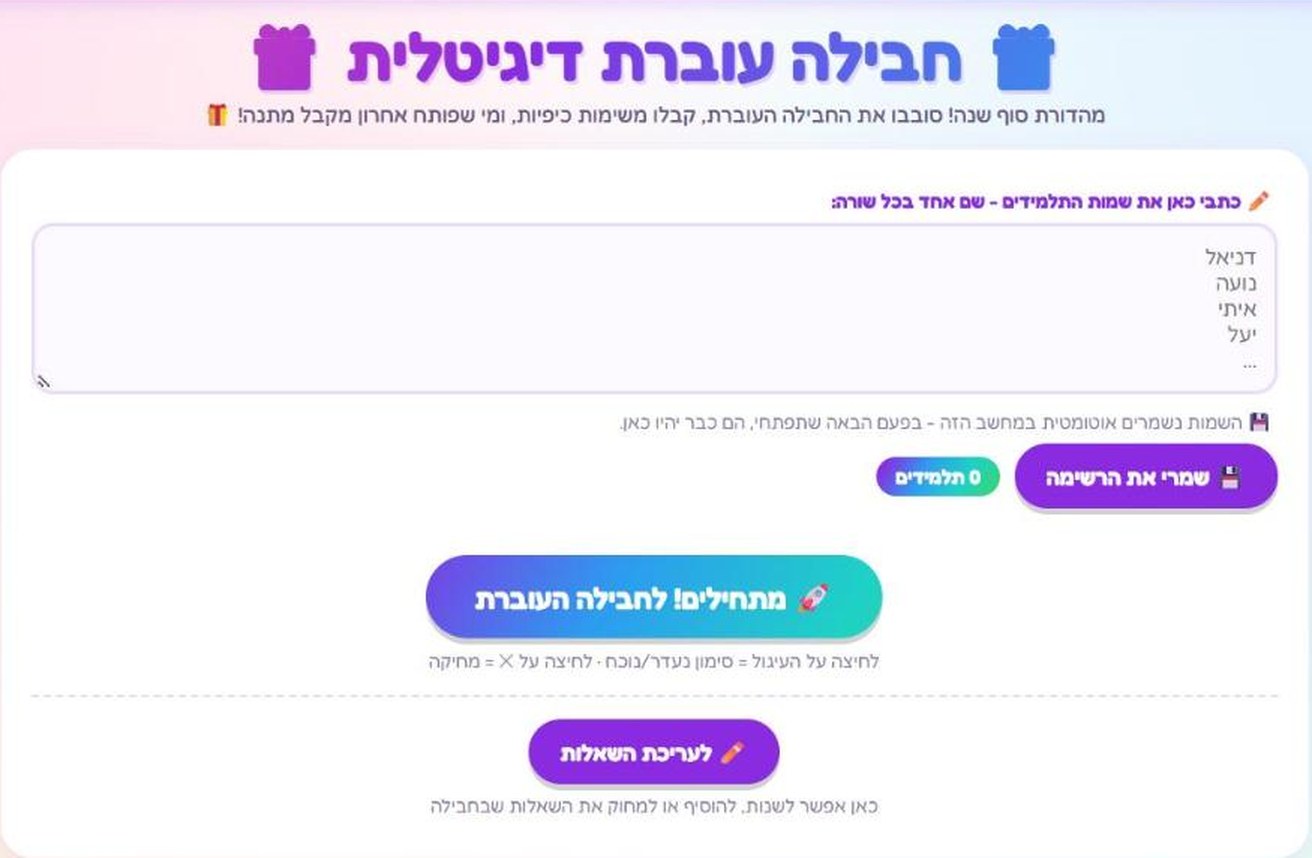 חבילה עוברת דיגיטלית
מהדורת סוף שנה! סובבו את החבילה העוברת, קבלו משימות כיפיות, ומי שפותח אחרון מקבל מתנה! 🎁
✏️ כתבי כאן את שמות התלמידים - שם אחד בכל שורה:
דניאל
נועה
איתי
יעל
...
💾 השמות נשמרים אוטומטית במחשב הזה - בפעם הבאה שתפתחי, הם כבר יהיו כאן.
💾 שמרי את הרשימה
0 תלמידים
🚀 מתחילים! לחבילה העוברת
לחיצה על העיגול = סימון נעדר/נוכח · לחיצה על ✕ = מחיקה
✏️ לעריכת השאלות
כאן אפשר לשנות, להוסיף או למחוק את השאלות שבחבילה